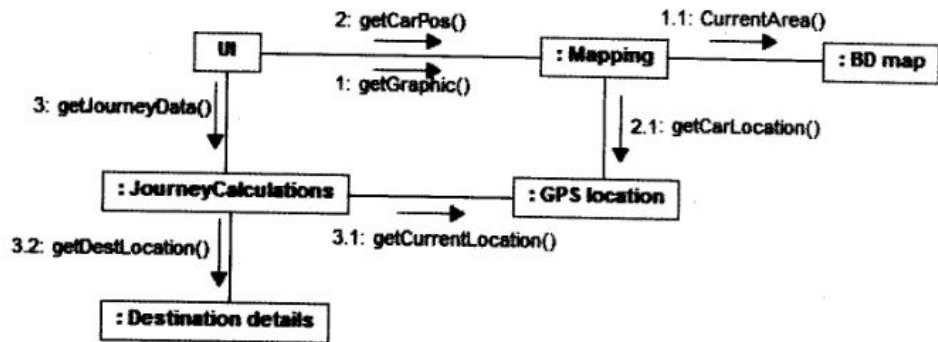 2: getCarPos()
1.1: CurrentArea()
UI
: Mapping
: BD map
1: getGraphic()
3: getJourneyData()
2.1: getCarLocation()
: JourneyCalculations
: GPS location
3.1: getCurrentLocation()
3.2: getDestLocation()
: Destination details